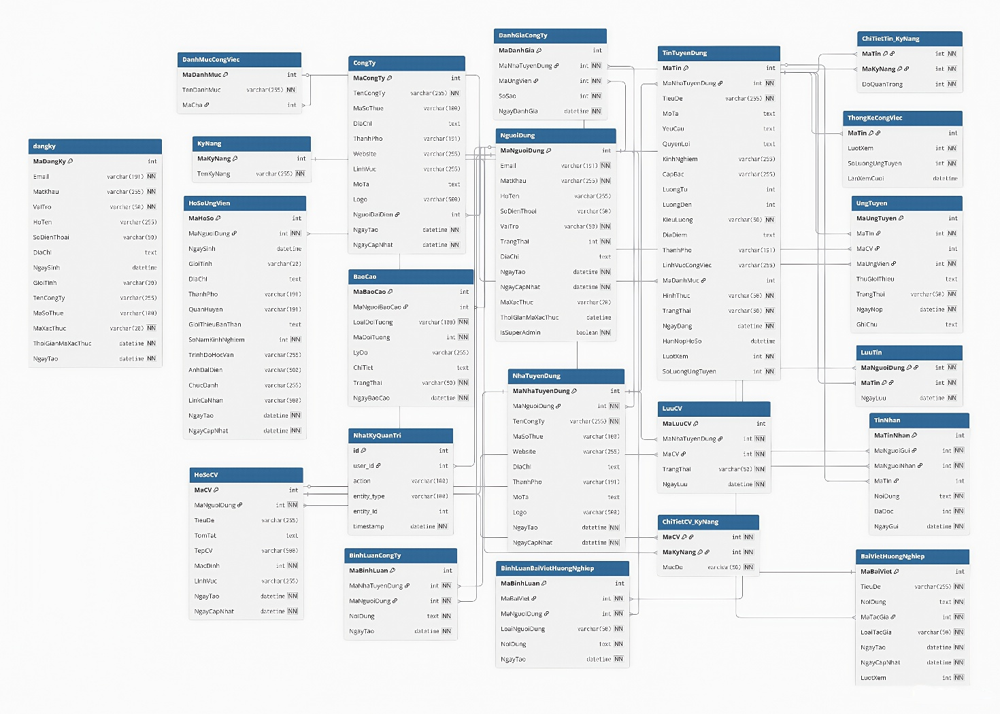 dangky
MaDangKy int
Email varchar(191) NN
MatKhau varchar(255) NN
VaiTro varchar(50) NN
HoTen varchar(255)
SoDienThoai varchar(50)
DiaChi text
NgaySinh datetime
GioiTinh varchar(20)
TenCongTy varchar(255)
MaSoThue varchar(100)
MaXacThuc varchar(20) NN
ThoiGianMaXacThuc datetime NN
NgayTao datetime NN
DanhMucCongViec
MaDanhMuc int
TenDanhMuc varchar(255) NN
MaCha int
KyNang
MaKyNang int
TenKyNang varchar(255) NN
HoSoUngVien
MaHoSo int
MaNguoiDung int NN
NgaySinh datetime
GioiTinh varchar(20)
DiaChi text
ThanhPho varchar(191)
QuanHuyen varchar(191)
GioiThieuBanThan text
SoNamKinhNghiem int NN
TrinhDoHocVan varchar(255)
AnhDaiDien varchar(500)
ChucDanh varchar(255)
LinkCaNhan varchar(500)
NgayTao datetime NN
NgayCapNhat datetime NN
HoSoCV
MaCV int
MaNguoiDung int NN
TieuDe varchar(255)
TomTat text
TepCV varchar(500)
MacDinh int NN
LinhVuc varchar(255)
NgayTao datetime NN
NgayCapNhat datetime NN
CongTy
MaCongTy int
TenCongTy varchar(255) NN
MaSoThue varchar(100)
DiaChi text
ThanhPho varchar(191)
Website varchar(255)
LinhVuc varchar(255)
MoTa text
Logo varchar(500)
NguoiDaiDien int
NgayTao datetime NN
NgayCapNhat datetime NN
BaoCao
MaBaoCao int
MaNguoiBaoCao int
LoaiDoiTuong varchar(100) NN
MaDoiTuong int NN
LyDo varchar(255)
ChiTiet text
TrangThai varchar(50) NN
NgayBaoCao datetime NN
NhatKyQuanTri
id int
user_id int
action varchar(100)
entity_type varchar(100)
entity_id int
timestamp datetime NN
BinhLuanCongTy
MaBinhLuan int
MaNhaTuyenDung int NN
MaNguoiDung int NN
NoiDung text NN
NgayTao datetime NN
DanhGiaCongTy
MaDanhGia int
MaNhaTuyenDung int NN
MaUngVien int NN
SoSao int NN
NgayDanhGia datetime NN
NguoiDung
MaNguoiDung int
Email varchar(191) NN
MatKhau varchar(255) NN
HoTen varchar(255)
SoDienThoai varchar(50)
VaiTro varchar(50) NN
TrangThai int NN
DiaChi text
NgayTao datetime NN
NgayCapNhat datetime NN
MaXacThuc varchar(20)
ThoiGianMaXacThuc datetime
IsSuperAdmin boolean NN
NhaTuyenDung
MaNhaTuyenDung int
MaNguoiDung int NN
TenCongTy varchar(255) NN
MaSoThue varchar(100)
Website varchar(255)
DiaChi text
ThanhPho varchar(191)
MoTa text
Logo varchar(500)
NgayTao datetime NN
NgayCapNhat datetime NN
BinhLuanBaiVietHuongNghiep
MaBinhLuan int
MaBaiViet int NN
MaNguoiDung int NN
LoaiNguoiDung varchar(50) NN
NoiDung text NN
NgayTao datetime NN
TinTuyenDung
MaTin int
MaNhaTuyenDung int NN
TieuDe varchar(255) NN
MoTa text
YeuCau text
QuyenLoi text
KinhNghiem varchar(255)
CapBac varchar(255)
LuongTu int
LuongDen int
KieuLuong varchar(50) NN
DiaDiem text
ThanhPho varchar(191)
LinhVucCongViec varchar(255)
MaDanhMuc int
HinhThuc varchar(50) NN
TrangThai varchar(50) NN
NgayDang datetime NN
HanNopHoSo datetime
LuotXem int NN
SoLuongUngTuyen int NN
LuuCV
MaLuuCV int
MaNhaTuyenDung int NN
MaCV int NN
TrangThai varchar(50) NN
NgayLuu datetime NN
ChiTietCV_KyNang
MaCV int NN
MaKyNang int NN
MucDo varchar(50) NN
ChiTietTin_KyNang
MaTin int NN
MaKyNang int NN
DoQuanTrong int NN
ThongKeCongViec
MaTin int
LuotXem int NN
SoLuongUngTuyen int NN
LanXemCuoi datetime
UngTuyen
MaUngTuyen int
MaTin int NN
MaCV int NN
MaUngVien int NN
ThuGioiThieu text
TrangThai varchar(50) NN
NgayNop datetime NN
GhiChu text
LuuTin
MaNguoiDung int NN
MaTin int NN
NgayLuu datetime NN
TinNhan
MaTinNhan int
MaNguoiGui int NN
MaNguoiNhan int NN
MaTin int
NoiDung text NN
DaDoc int NN
NgayGui datetime NN
BaiVietHuongNghiep
MaBaiViet int
TieuDe varchar(255) NN
NoiDung text NN
MaTacGia int NN
LoaiTacGia varchar(50) NN
NgayTao datetime NN
NgayCapNhat datetime NN
LuotXem int NN